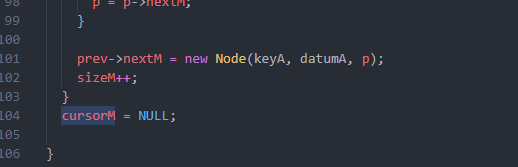 98 p = p->nextM;
99 }
100
101 prev->nextM = new Node(keyA, datumA, p);
102 sizeM++;
103 }
104 cursorM = NULL;
105
106 }